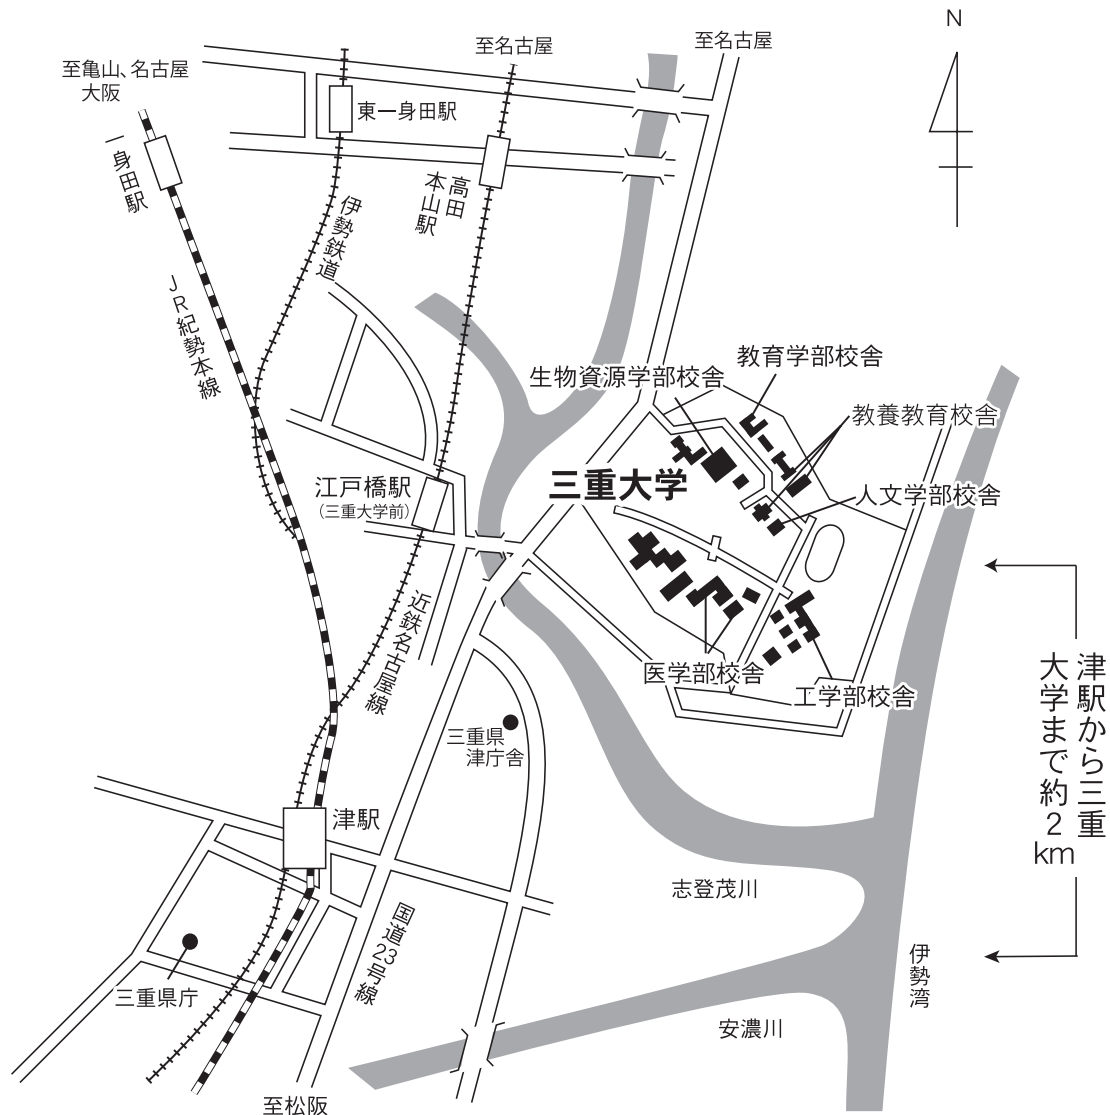 N
至名古屋
至名古屋
至亀山、名古屋
大阪
東一身田駅
一身田駅
高田
本山駅
伊勢鉄道
JR紀勢本線
教育学部校舎
生物資源学部校舎
教養教育校舎
三重大学
江戸橋駅
（三重大学前）
人文学部校舎
近鉄名古屋線
医学部校舎
工学部校舎
津駅から三重
大学まで約2
km
三重県
津庁舎
津駅
志登茂川
国道23号線
伊勢湾
三重県庁
安濃川
至松阪